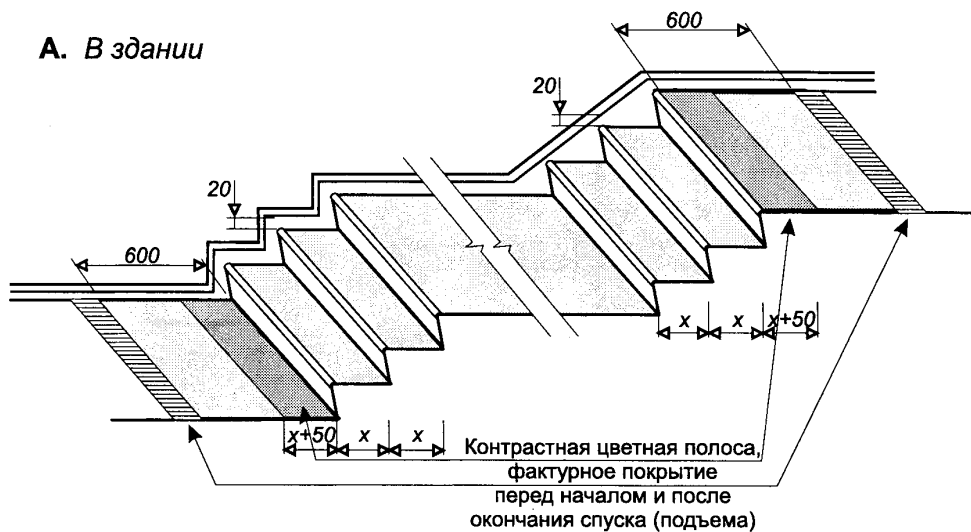 600
А. В здании
20
20
600
x x x+50
x+50 x x
Контрастная цветная полоса,
фактурное покрытие
перед началом и после
окончания спуска (подъема)